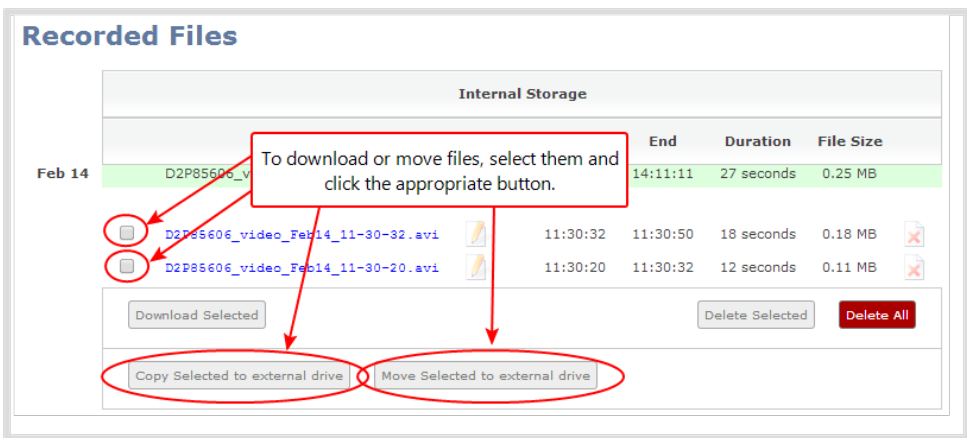 Recorded Files
Internal Storage
End Duration File Size
To download or move files, select them and
click the appropriate button.
Feb 14 D2P85606_v 14:11:11 27 seconds 0.25 MB
D2P85606_video_Feb14_11-30-32.avi 11:30:32 11:30:50 18 seconds 0.18 MB
D2P85606_video_Feb14_11-30-20.avi 11:30:20 11:30:32 12 seconds 0.11 MB
Download Selected Delete Selected Delete All
Copy Selected to external drive Move Selected to external drive